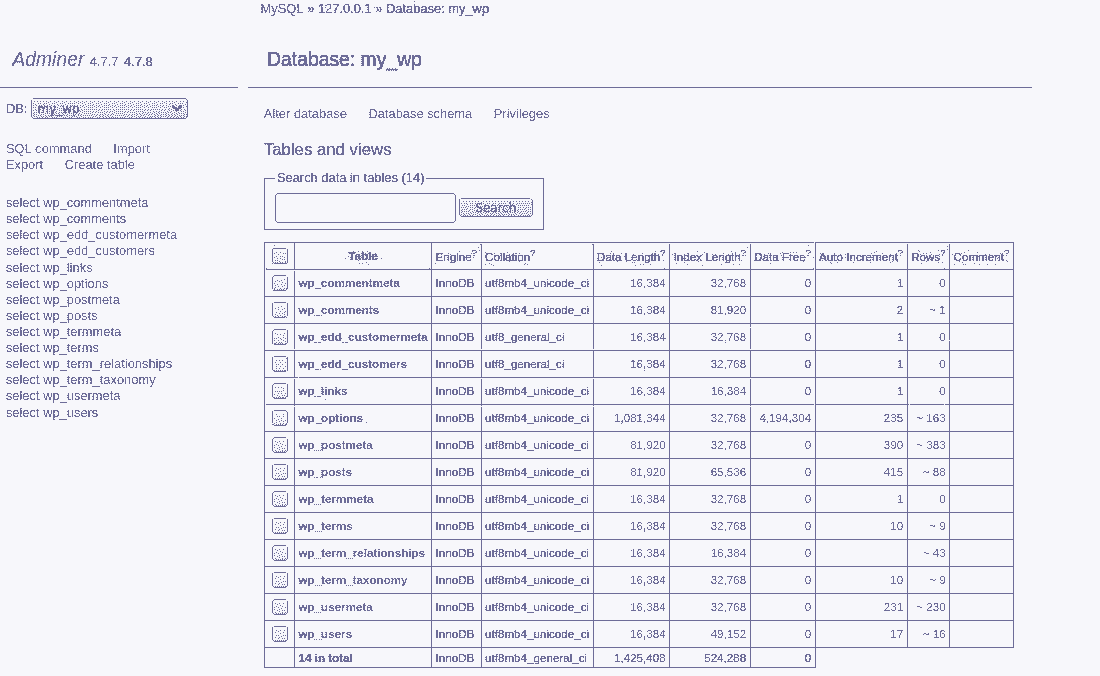 MySQL » 127.0.0.1 » Database: my_wp
Adminer 4.7.7 4.7.8
Database: my_wp
DB: my_wp
Alter database Database schema Privileges
SQL command Import
Export Create table
Tables and views
Search data in tables (14)
Search
select wp_commentmeta
select wp_comments
select wp_edd_customermeta
select wp_edd_customers
select wp_links
select wp_options
select wp_postmeta
select wp_posts
select wp_termmeta
select wp_terms
select wp_term_relationships
select wp_term_taxonomy
select wp_usermeta
select wp_users
Table Engine? Collation? Data Length? Index Length? Data Free? Auto Increment? Rows? Comment?
wp_commentmeta InnoDB utf8mb4_unicode_ci 16,384 32,768 0 1 0
wp_comments InnoDB utf8mb4_unicode_ci 16,384 81,920 0 2 ~ 1
wp_edd_customermeta InnoDB utf8_general_ci 16,384 32,768 0 1 0
wp_edd_customers InnoDB utf8_general_ci 16,384 32,768 0 1 0
wp_links InnoDB utf8mb4_unicode_ci 16,384 16,384 0 1 0
wp_options InnoDB utf8mb4_unicode_ci 1,081,344 32,768 4,194,304 235 ~ 163
wp_postmeta InnoDB utf8mb4_unicode_ci 81,920 32,768 0 390 ~ 383
wp_posts InnoDB utf8mb4_unicode_ci 81,920 65,536 0 415 ~ 88
wp_termmeta InnoDB utf8mb4_unicode_ci 16,384 32,768 0 1 0
wp_terms InnoDB utf8mb4_unicode_ci 16,384 32,768 0 10 ~ 9
wp_term_relationships InnoDB utf8mb4_unicode_ci 16,384 16,384 0 ~ 43
wp_term_taxonomy InnoDB utf8mb4_unicode_ci 16,384 32,768 0 10 ~ 9
wp_usermeta InnoDB utf8mb4_unicode_ci 16,384 32,768 0 231 ~ 230
wp_users InnoDB utf8mb4_unicode_ci 16,384 49,152 0 17 ~ 16
14 in total InnoDB utf8mb4_general_ci 1,425,408 524,288 0